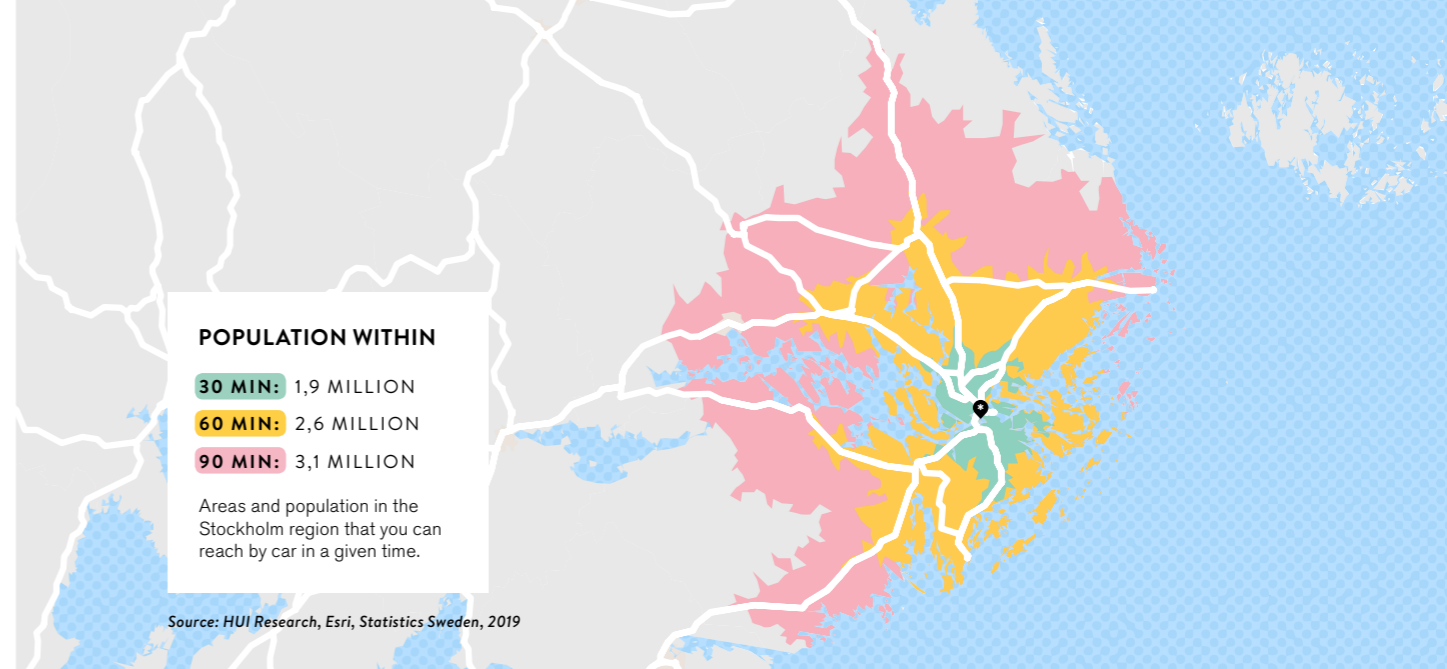 POPULATION WITHIN
30 MIN: 1,9 MILLION
60 MIN: 2,6 MILLION
90 MIN: 3,1 MILLION
Areas and population in the
Stockholm region that you can
reach by car in a given time.
Source: HUI Research, Esri, Statistics Sweden, 2019